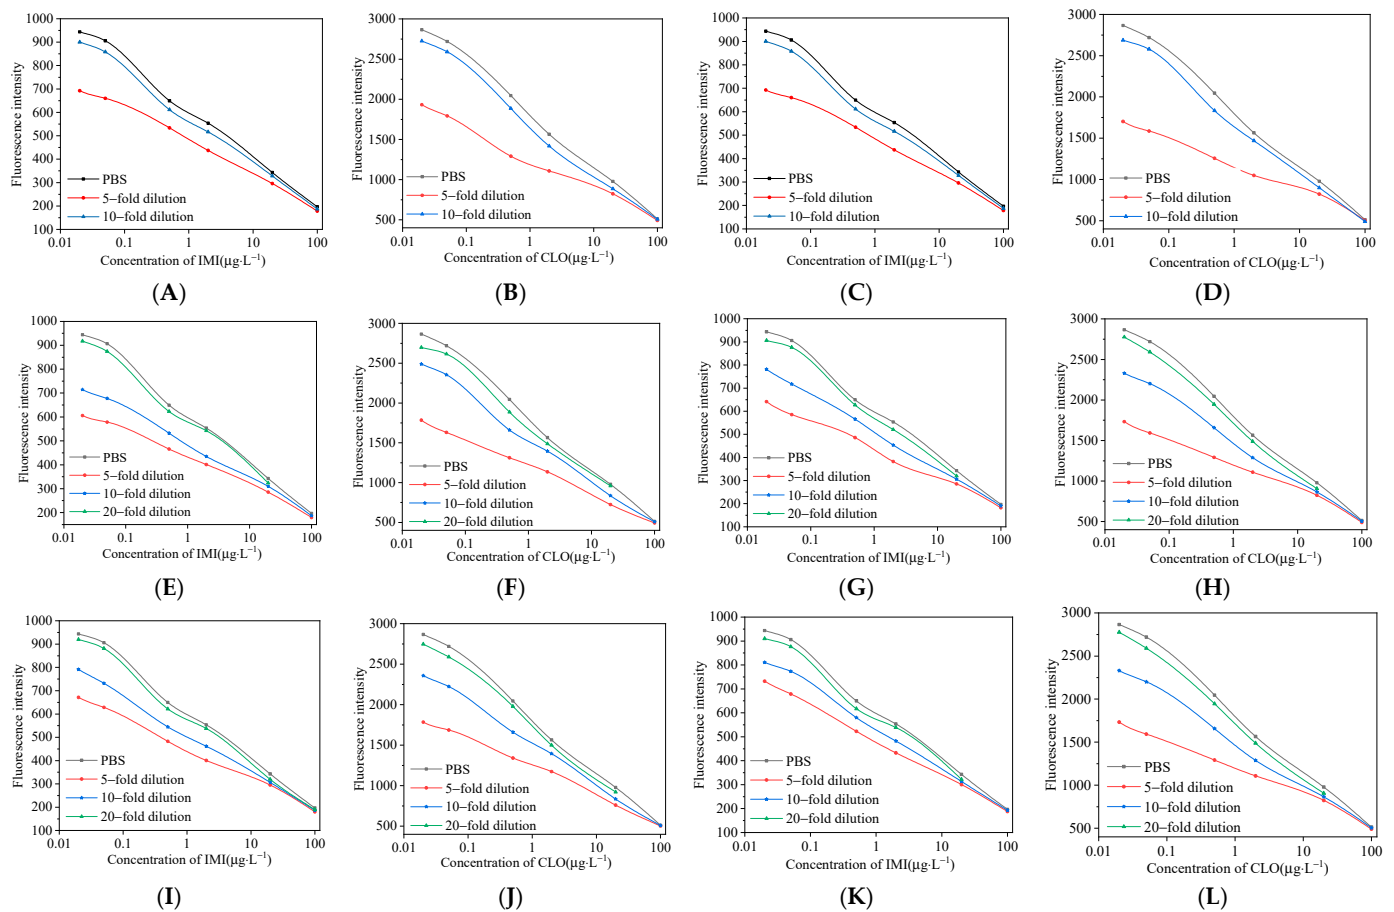 1000
900
800
700
600
500
400
300
200
100
Fluorescence intensity
PBS
5−fold dilution
10−fold dilution
0.01 0.1 1 10 100
Concentration of IMI(μg·L−1)
(A)
3000
2500
2000
1500
1000
500
Fluorescence intensity
PBS
5−fold dilution
10−fold dilution
0.01 0.1 1 10 100
Concentration of CLO(μg·L−1)
(B)
1000
900
800
700
600
500
400
300
200
100
Fluorescence intensity
PBS
5−fold dilution
10−fold dilution
0.01 0.1 1 10 100
Concentration of IMI(μg·L−1)
(C)
3000
2500
2000
1500
1000
500
Fluorescence intensity
PBS
5−fold dilution
10−fold dilution
0.01 0.1 1 10 100
Concentration of CLO(μg·L−1)
(D)
1000
900
800
700
600
500
400
300
200
Fluorescence intensity
PBS
5−fold dilution
10−fold dilution
20−fold dilution
0.01 0.1 1 10 100
Concentration of IMI(μg·L−1)
(E)
3000
2500
2000
1500
1000
500
Fluorescence intensity
PBS
5−fold dilution
10−fold dilution
20−fold dilution
0.01 0.1 1 10 100
Concentration of CLO(μg·L−1)
(F)
1000
900
800
700
600
500
400
300
200
100
Fluorescence intensity
PBS
5−fold dilution
10−fold dilution
20−fold dilution
0.01 0.1 1 10 100
Concentration of IMI(μg·L−1)
(G)
3000
2500
2000
1500
1000
500
Fluorescence intensity
PBS
5−fold dilution
10−fold dilution
20−fold dilution
0.01 0.1 1 10 100
Concentration of CLO(μg·L−1)
(H)
1000
900
800
700
600
500
400
300
200
100
Fluorescence intensity
PBS
5−fold dilution
10−fold dilution
20−fold dilution
0.01 0.1 1 10 100
Concentration of IMI(μg·L−1)
(I)
3000
2500
2000
1500
1000
500
Fluorescence intensity
PBS
5−fold dilution
10−fold dilution
20−fold dilution
0.01 0.1 1 10 100
Concentration of CLO(μg·L−1)
(J)
1000
900
800
700
600
500
400
300
200
100
Fluorescence intensity
PBS
5−fold dilution
10−fold dilution
20−fold dilution
0.01 0.1 1 10 100
Concentration of IMI(μg·L−1)
(K)
3000
2500
2000
1500
1000
500
Fluorescence intensity
PBS
5−fold dilution
10−fold dilution
20−fold dilution
0.01 0.1 1 10 100
Concentration of CLO(μg·L−1)
(L)